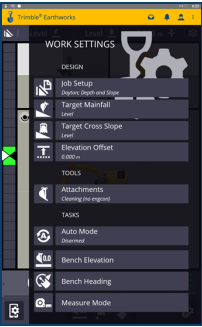 Trimble® Earthworks
WORK SETTINGS
DESIGN
Job Setup
Dayton; Depth and Slope
Target Mainfall
Level
Target Cross Slope
Level
Elevation Offset
0.000 m
TOOLS
Attachments
Cleaning (no engcon)
TASKS
Auto Mode
Disarmed
0.0
Bench Elevation
Bench Heading
Measure Mode